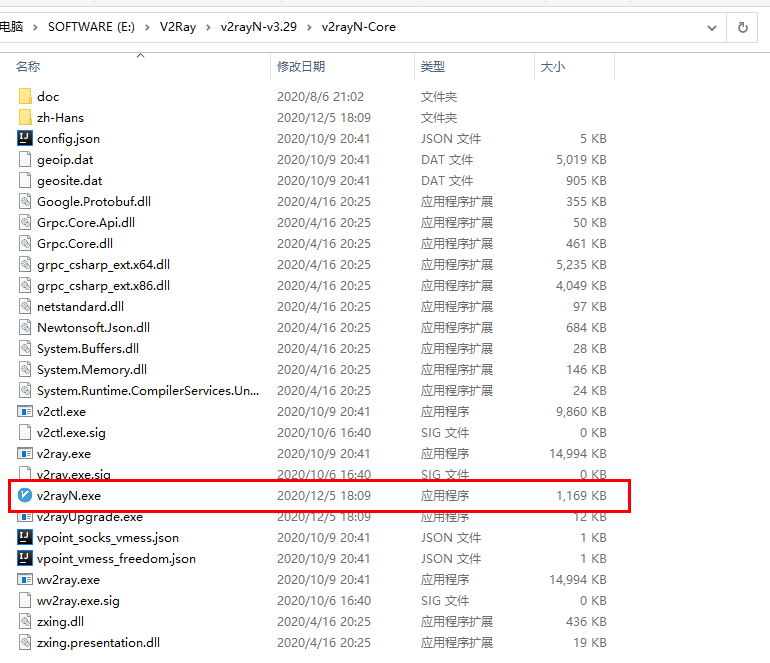 电脑 › SOFTWARE (E:) › V2Ray › v2rayN-v3.29 › v2rayN-Core
名称 修改日期 类型 大小
doc 2020/8/6 21:02 文件夹
zh-Hans 2020/12/5 18:09 文件夹
config.json 2020/10/9 20:41 JSON 文件 5 KB
geoip.dat 2020/10/9 20:41 DAT 文件 5,019 KB
geosite.dat 2020/10/9 20:41 DAT 文件 905 KB
Google.Protobuf.dll 2020/4/16 20:25 应用程序扩展 355 KB
Grpc.Core.Api.dll 2020/4/16 20:25 应用程序扩展 50 KB
Grpc.Core.dll 2020/4/16 20:25 应用程序扩展 461 KB
grpc_csharp_ext.x64.dll 2020/4/16 20:25 应用程序扩展 5,235 KB
grpc_csharp_ext.x86.dll 2020/4/16 20:25 应用程序扩展 4,049 KB
netstandard.dll 2020/4/16 20:25 应用程序扩展 97 KB
Newtonsoft.Json.dll 2020/4/16 20:25 应用程序扩展 684 KB
System.Buffers.dll 2020/4/16 20:25 应用程序扩展 28 KB
System.Memory.dll 2020/4/16 20:25 应用程序扩展 146 KB
System.Runtime.CompilerServices.Un... 2020/4/16 20:25 应用程序扩展 24 KB
v2ctl.exe 2020/10/9 20:41 应用程序 9,860 KB
v2ctl.exe.sig 2020/10/6 16:40 SIG 文件 0 KB
v2ray.exe 2020/10/9 20:41 应用程序 14,994 KB
v2ray.exe.sig 2020/10/6 16:40 SIG 文件 0 KB
v2rayN.exe 2020/12/5 18:09 应用程序 1,169 KB
v2rayUpgrade.exe 2020/12/5 18:09 应用程序 12 KB
vpoint_socks_vmess.json 2020/10/9 20:41 JSON 文件 1 KB
vpoint_vmess_freedom.json 2020/10/9 20:41 JSON 文件 1 KB
wv2ray.exe 2020/10/9 20:41 应用程序 14,994 KB
wv2ray.exe.sig 2020/10/6 16:40 SIG 文件 0 KB
zxing.dll 2020/4/16 20:25 应用程序扩展 436 KB
zxing.presentation.dll 2020/4/16 20:25 应用程序扩展 19 KB